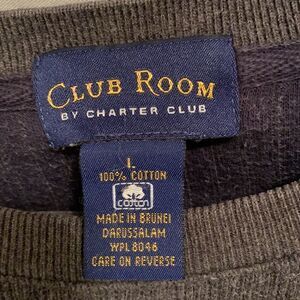 CLUB ROOM
BY CHARTER CLUB
L
100% COTTON
cotton
MADE IN BRUNEI
DARUSSALAM
WPL 8046
CARE ON REVERSE